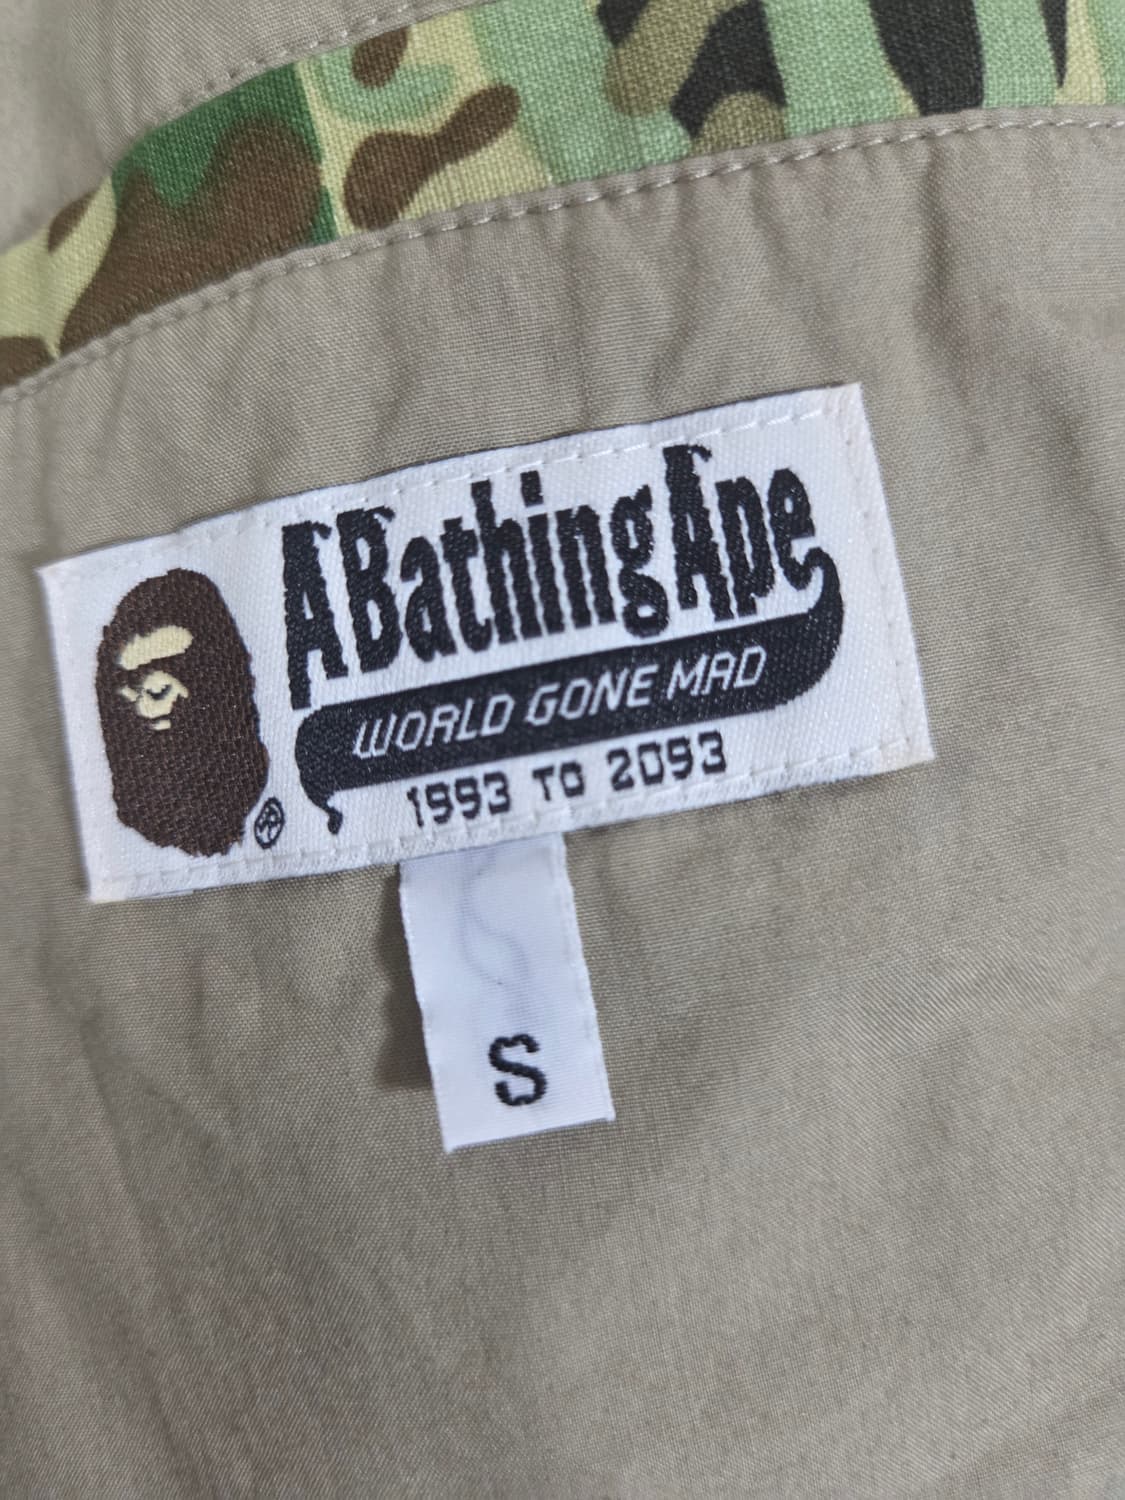 A Bathing Ape
WORLD GONE MAD
1993 TO 2093
®
S